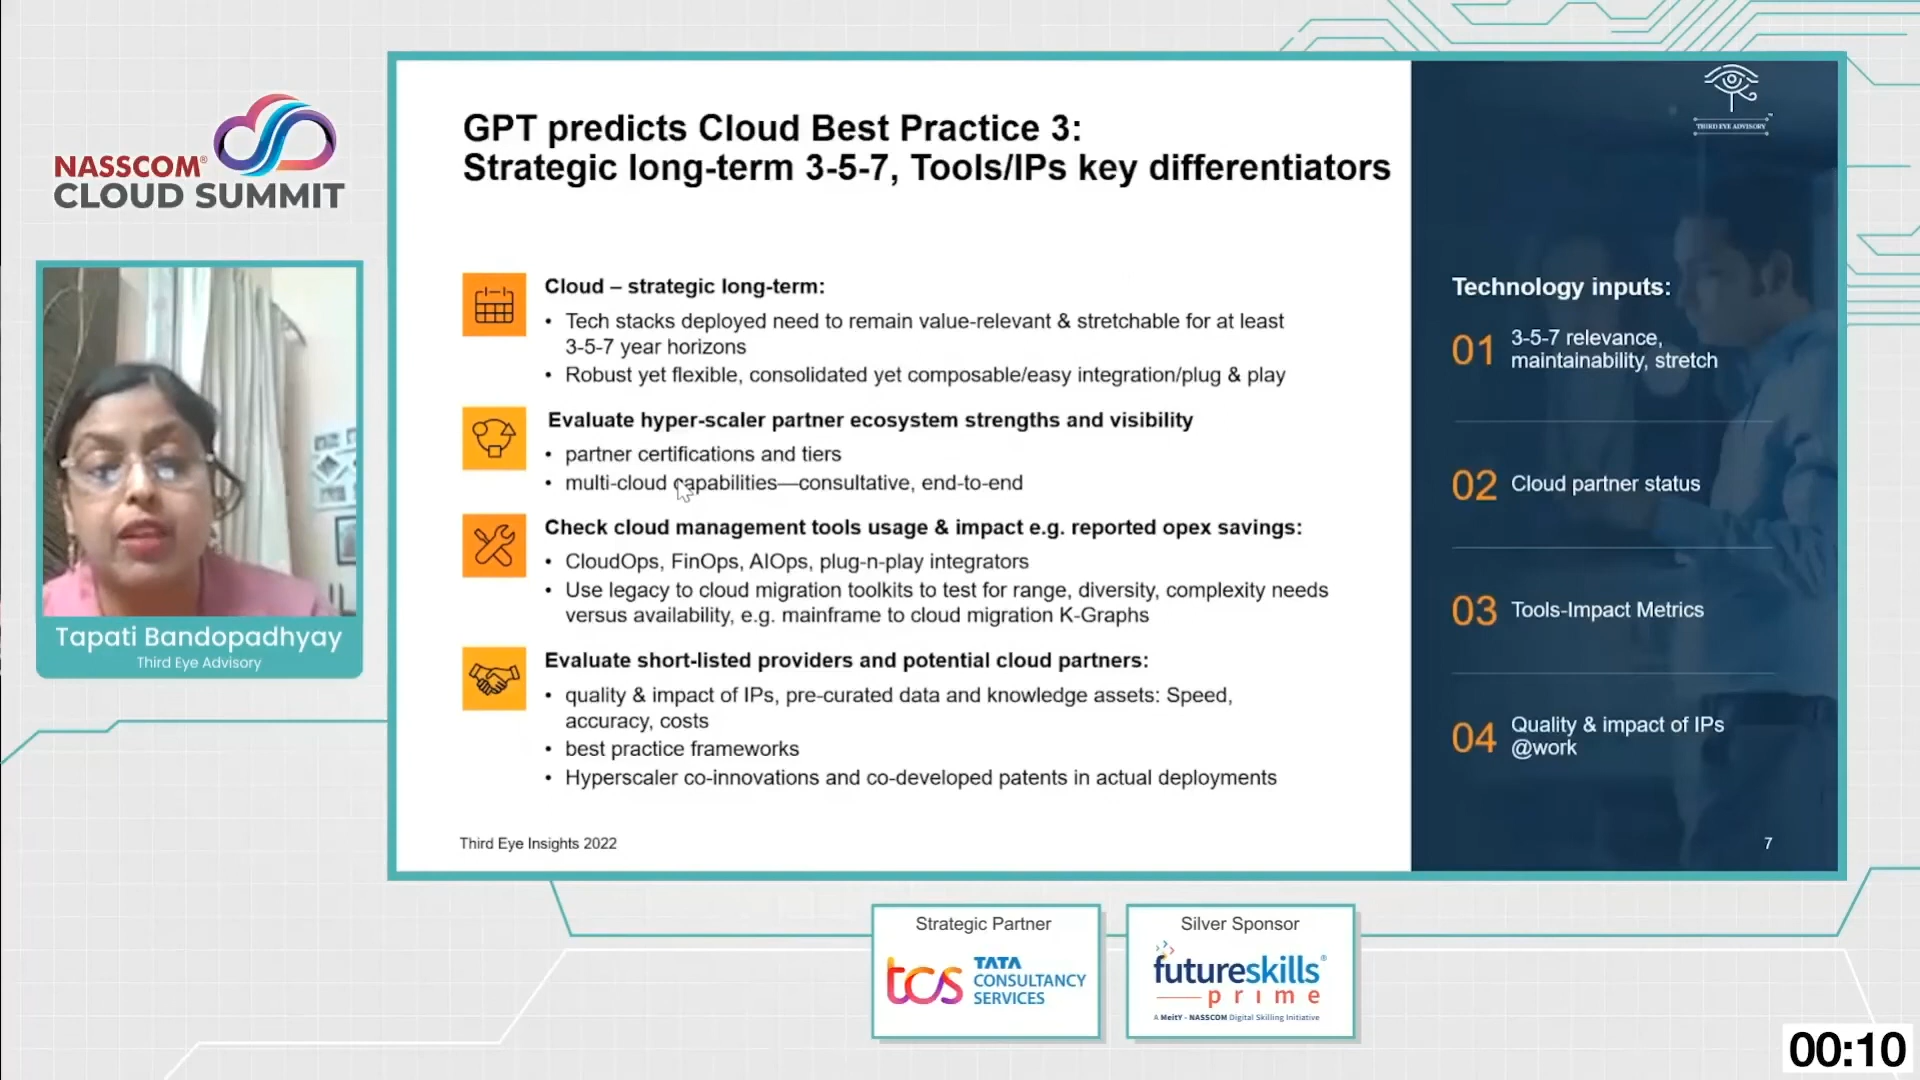 NASSCOM®
CLOUD SUMMIT
Tapati Bandopadhyay
Third Eye Advisory
GPT predicts Cloud Best Practice 3:
Strategic long-term 3-5-7, Tools/IPs key differentiators
Cloud – strategic long-term:
• Tech stacks deployed need to remain value-relevant & stretchable for at least
3-5-7 year horizons
• Robust yet flexible, consolidated yet composable/easy integration/plug & play
Evaluate hyper-scaler partner ecosystem strengths and visibility
• partner certifications and tiers
• multi-cloud capabilities—consultative, end-to-end
Check cloud management tools usage & impact e.g. reported opex savings:
• CloudOps, FinOps, AIOps, plug-n-play integrators
• Use legacy to cloud migration toolkits to test for range, diversity, complexity needs
versus availability, e.g. mainframe to cloud migration K-Graphs
Evaluate short-listed providers and potential cloud partners:
• quality & impact of IPs, pre-curated data and knowledge assets: Speed,
accuracy, costs
• best practice frameworks
• Hyperscaler co-innovations and co-developed patents in actual deployments
Third Eye Insights 2022
THIRD EYE ADVISORY™
Technology inputs:
01 3-5-7 relevance,
maintainability, stretch
02 Cloud partner status
03 Tools-Impact Metrics
04 Quality & impact of IPs
@work
7
Strategic Partner
tcs TATA
CONSULTANCY
SERVICES
Silver Sponsor
futureskills®
prime
A MeitY - NASSCOM Digital Skilling Initiative
00:10